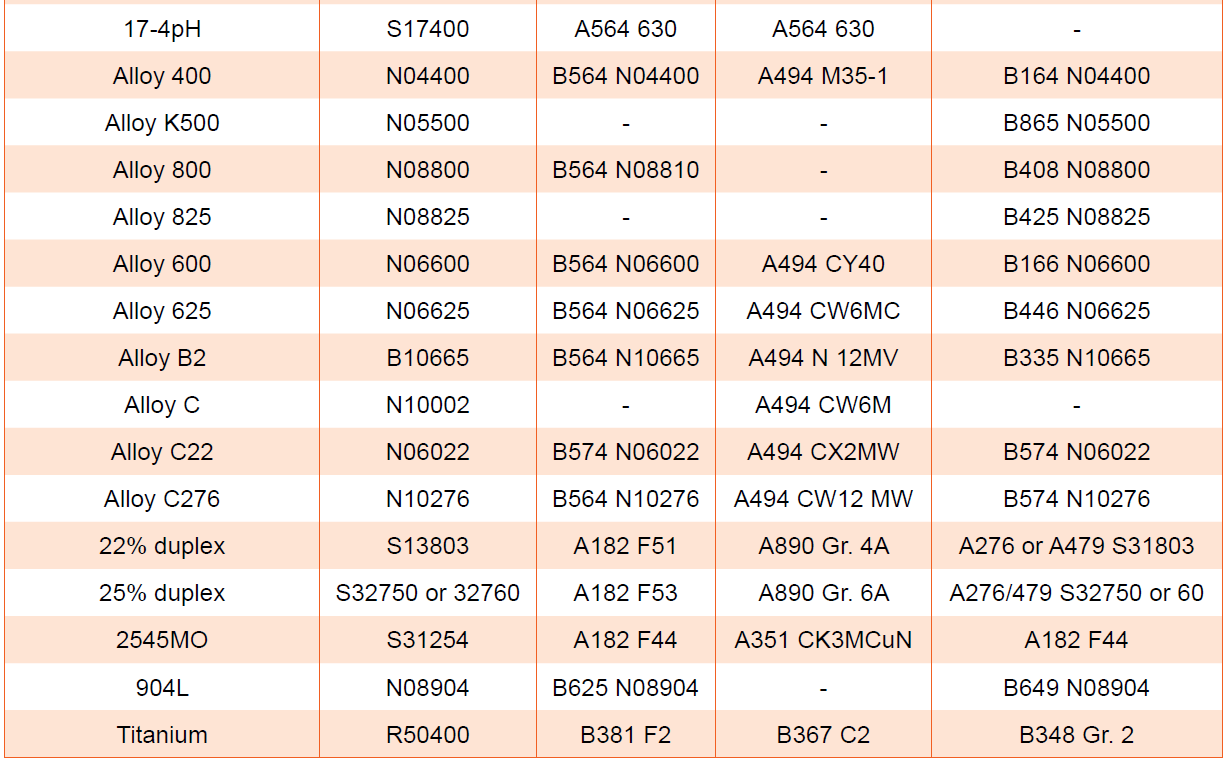 17-4pH S17400 A564 630 A564 630 -
Alloy 400 N04400 B564 N04400 A494 M35-1 B164 N04400
Alloy K500 N05500 - - B865 N05500
Alloy 800 N08800 B564 N08810 - B408 N08800
Alloy 825 N08825 - - B425 N08825
Alloy 600 N06600 B564 N06600 A494 CY40 B166 N06600
Alloy 625 N06625 B564 N06625 A494 CW6MC B446 N06625
Alloy B2 B10665 B564 N10665 A494 N 12MV B335 N10665
Alloy C N10002 - A494 CW6M -
Alloy C22 N06022 B574 N06022 A494 CX2MW B574 N06022
Alloy C276 N10276 B564 N10276 A494 CW12 MW B574 N10276
22% duplex S13803 A182 F51 A890 Gr. 4A A276 or A479 S31803
25% duplex S32750 or 32760 A182 F53 A890 Gr. 6A A276/479 S32750 or 60
2545MO S31254 A182 F44 A351 CK3MCuN A182 F44
904L N08904 B625 N08904 - B649 N08904
Titanium R50400 B381 F2 B367 C2 B348 Gr. 2